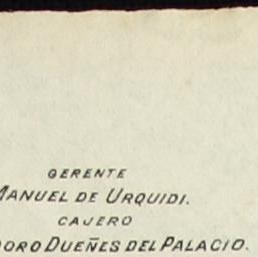 GERENTE
MANUEL DE URQUIDI.
CAJERO
DORO DUEÑES DEL PALACIO.